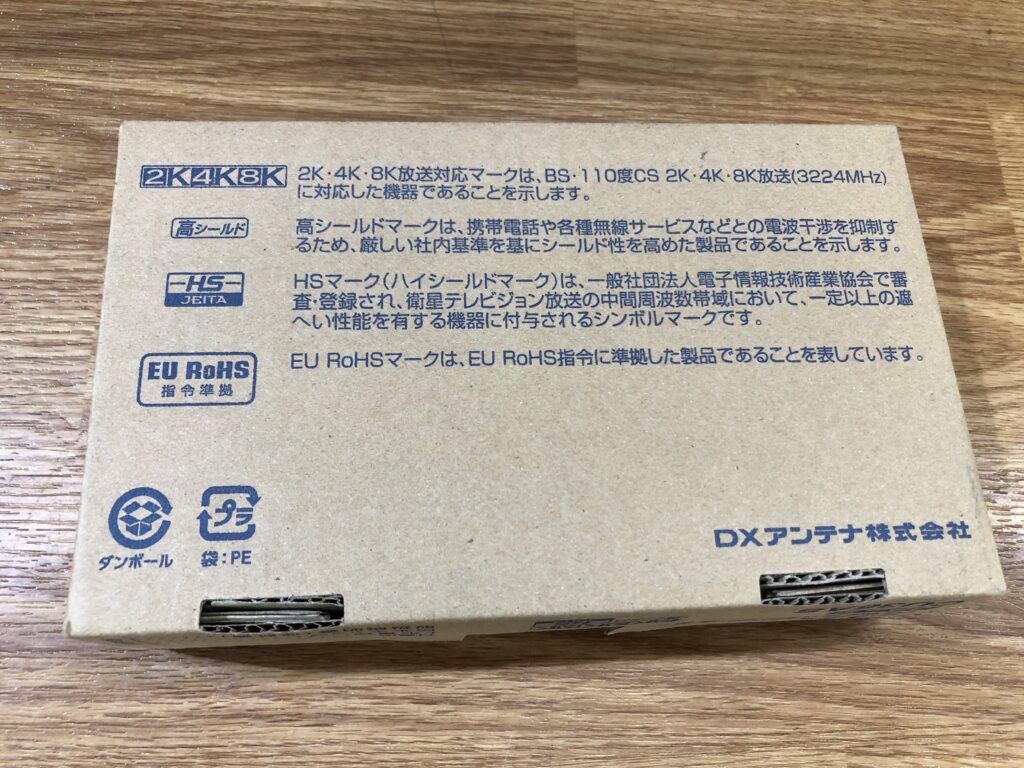 2K4K8K
2K・4K・8K放送対応マークは、BS・110度CS 2K・4K・8K放送(3224MHz)
に対応した機器であることを示します。
高シールド
高シールドマークは、携帯電話や各種無線サービスなどとの電波干渉を抑制す
るため、厳しい社内基準を基にシールド性を高めた製品であることを示します。
HS
JEITA
HSマーク(ハイシールドマーク)は、一般社団法人電子情報技術産業協会で審
査・登録され、衛星テレビジョン放送の中間周波数帯域において、一定以上の遮
へい性能を有する機器に付与されるシンボルマークです。
EU RoHS
指令準拠
EU RoHSマークは、EU RoHS指令に準拠した製品であることを表しています。
ダンボール
プラ
袋:PE
DXアンテナ株式会社